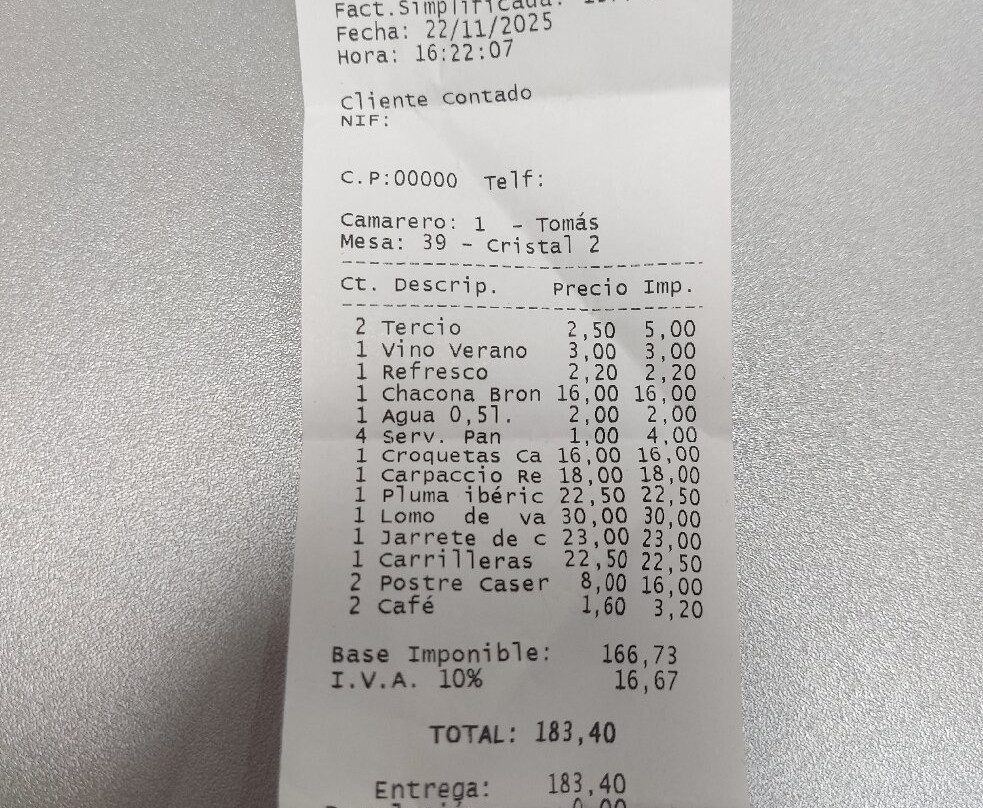 Fact.Simplificada:
Fecha: 22/11/2025
Hora: 16:22:07
Cliente Contado
NIF:
C.P:00000 Telf:
Camarero: 1 - Tomás
Mesa: 39 - Cristal 2
Ct. Descrip. Precio Imp.
2 Tercio 2,50 5,00
1 Vino Verano 3,00 3,00
1 Refresco 2,20 2,20
1 Chacona Bron 16,00 16,00
1 Agua 0,5l. 2,00 2,00
4 Serv. Pan 1,00 4,00
1 Croquetas Ca 16,00 16,00
1 Carpaccio Re 18,00 18,00
1 Pluma ibéric 22,50 22,50
1 Lomo de va 30,00 30,00
1 Jarrete de c 23,00 23,00
1 Carrilleras 22,50 22,50
2 Postre Caser 8,00 16,00
2 Café 1,60 3,20
Base Imponible: 166,73
I.V.A. 10% 16,67
TOTAL: 183,40
Entrega: 183,40
0,00